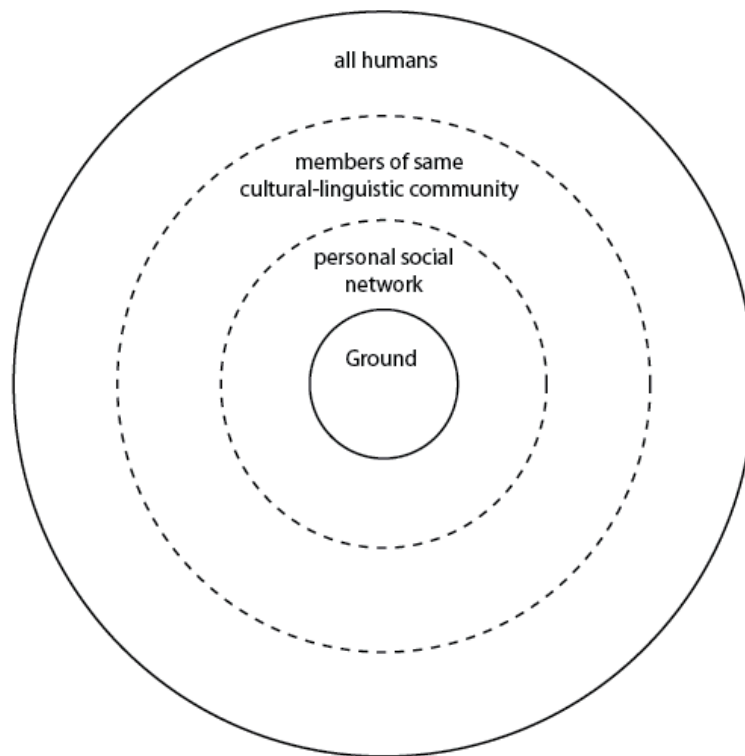 all humans
members of same
cultural-linguistic community
personal social
network
Ground